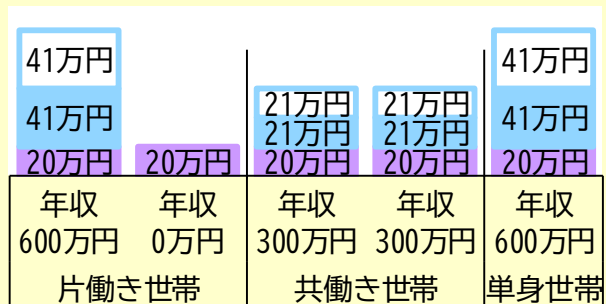 41万円 41万円
41万円 21万円 21万円 41万円
21万円 21万円
20万円 20万円 20万円 20万円 20万円
年収 年収 年収 年収 年収
600万円 0万円 300万円 300万円 600万円
片働き世帯 共働き世帯 単身世帯